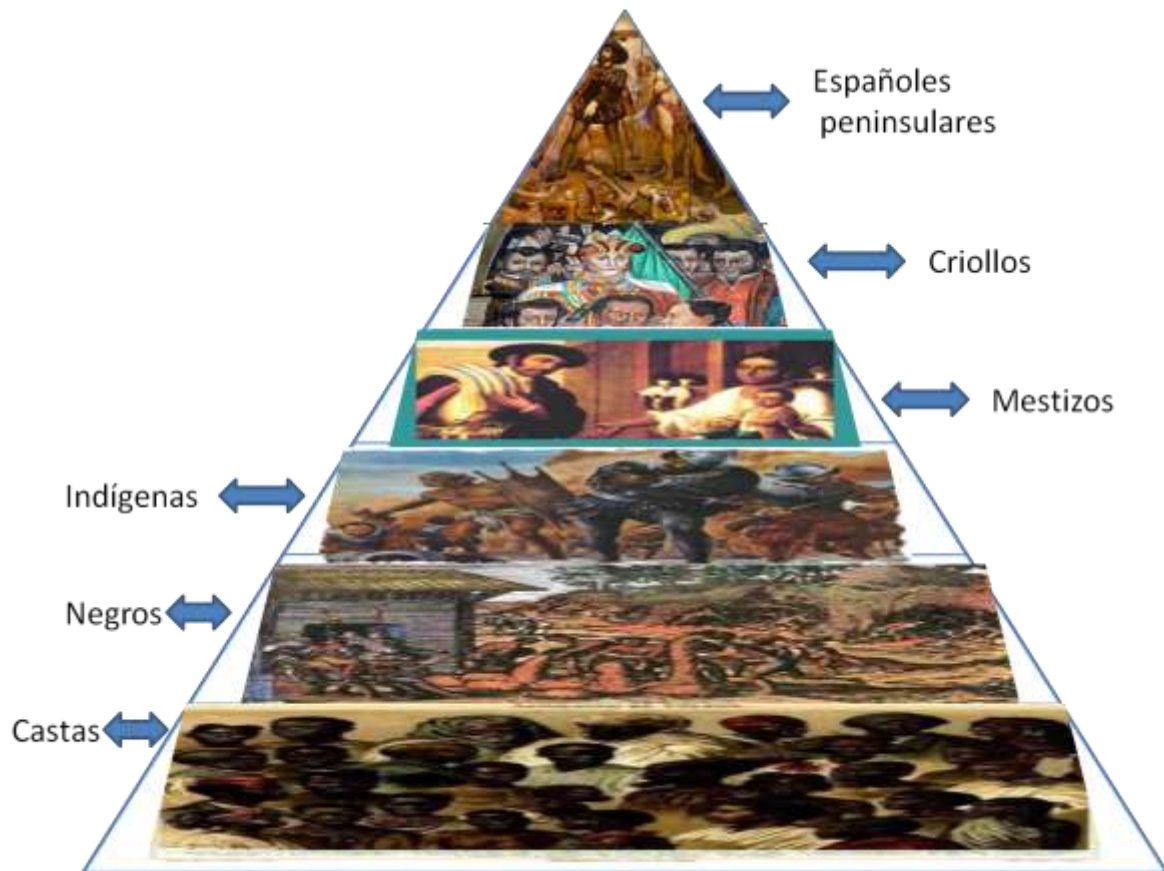 Españoles
peninsulares
Criollos
Mestizos
Indígenas
Negros
Castas